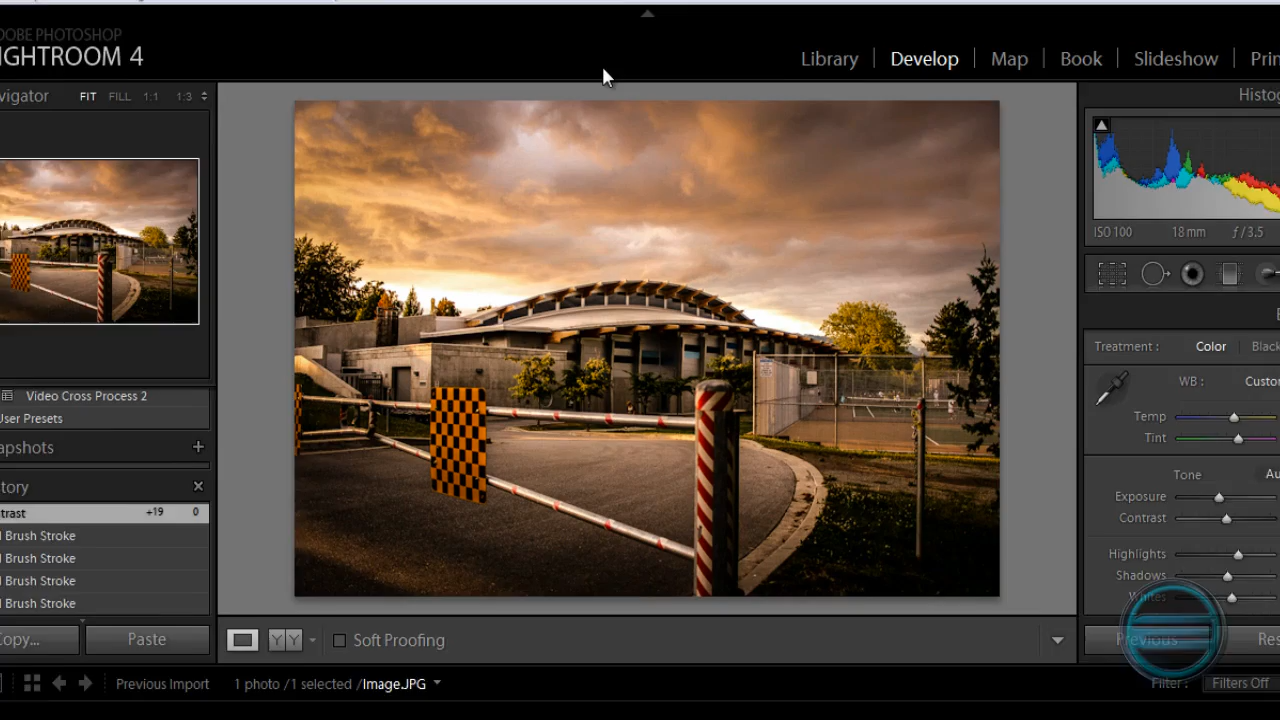 DOBE PHOTOSHOP
IGHTROOM 4
Library
Develop
Map
Book
Slideshow
Prin
vigator
FIT
FILL
1:1
1:3
Histog
ISO 100
18mm
ƒ / 3.5
Treatment :
Color
Black
WB :
Custo
Temp
Tint
Tone
Au
Exposure
Contrast
Highlights
Shadows
Whites
Video Cross Process 2
User Presets
apshots
+
tory
trast
+19
0
Brush Stroke
Brush Stroke
Brush Stroke
Brush Stroke
Copy...
Paste
YY
Soft Proofing
Previous
Res
Previous Import
1 photo /1 selected /Image.JPG
Filter :
Filters Off